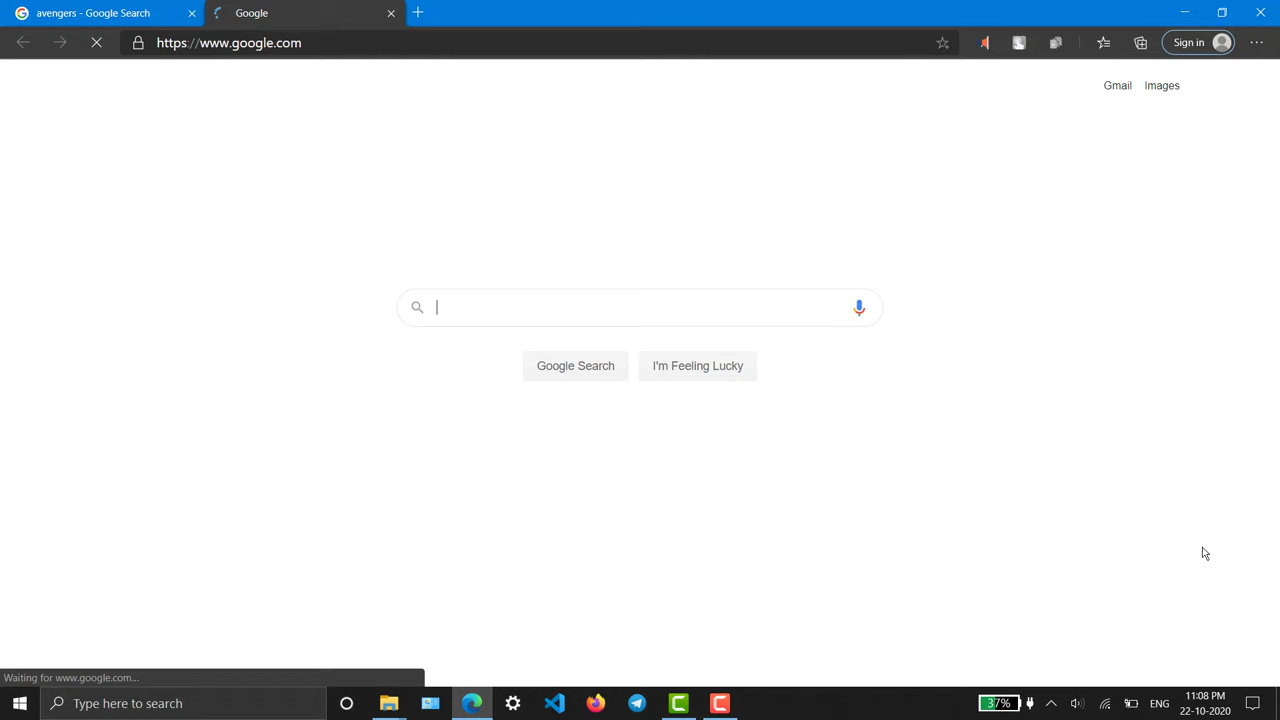 avengers - Google Search
Google
https://www.google.com
Sign in
Gmail Images
Google Search
I'm Feeling Lucky
Waiting for www.google.com...
Type here to search
37%
ENG
11:08 PM
22-10-2020